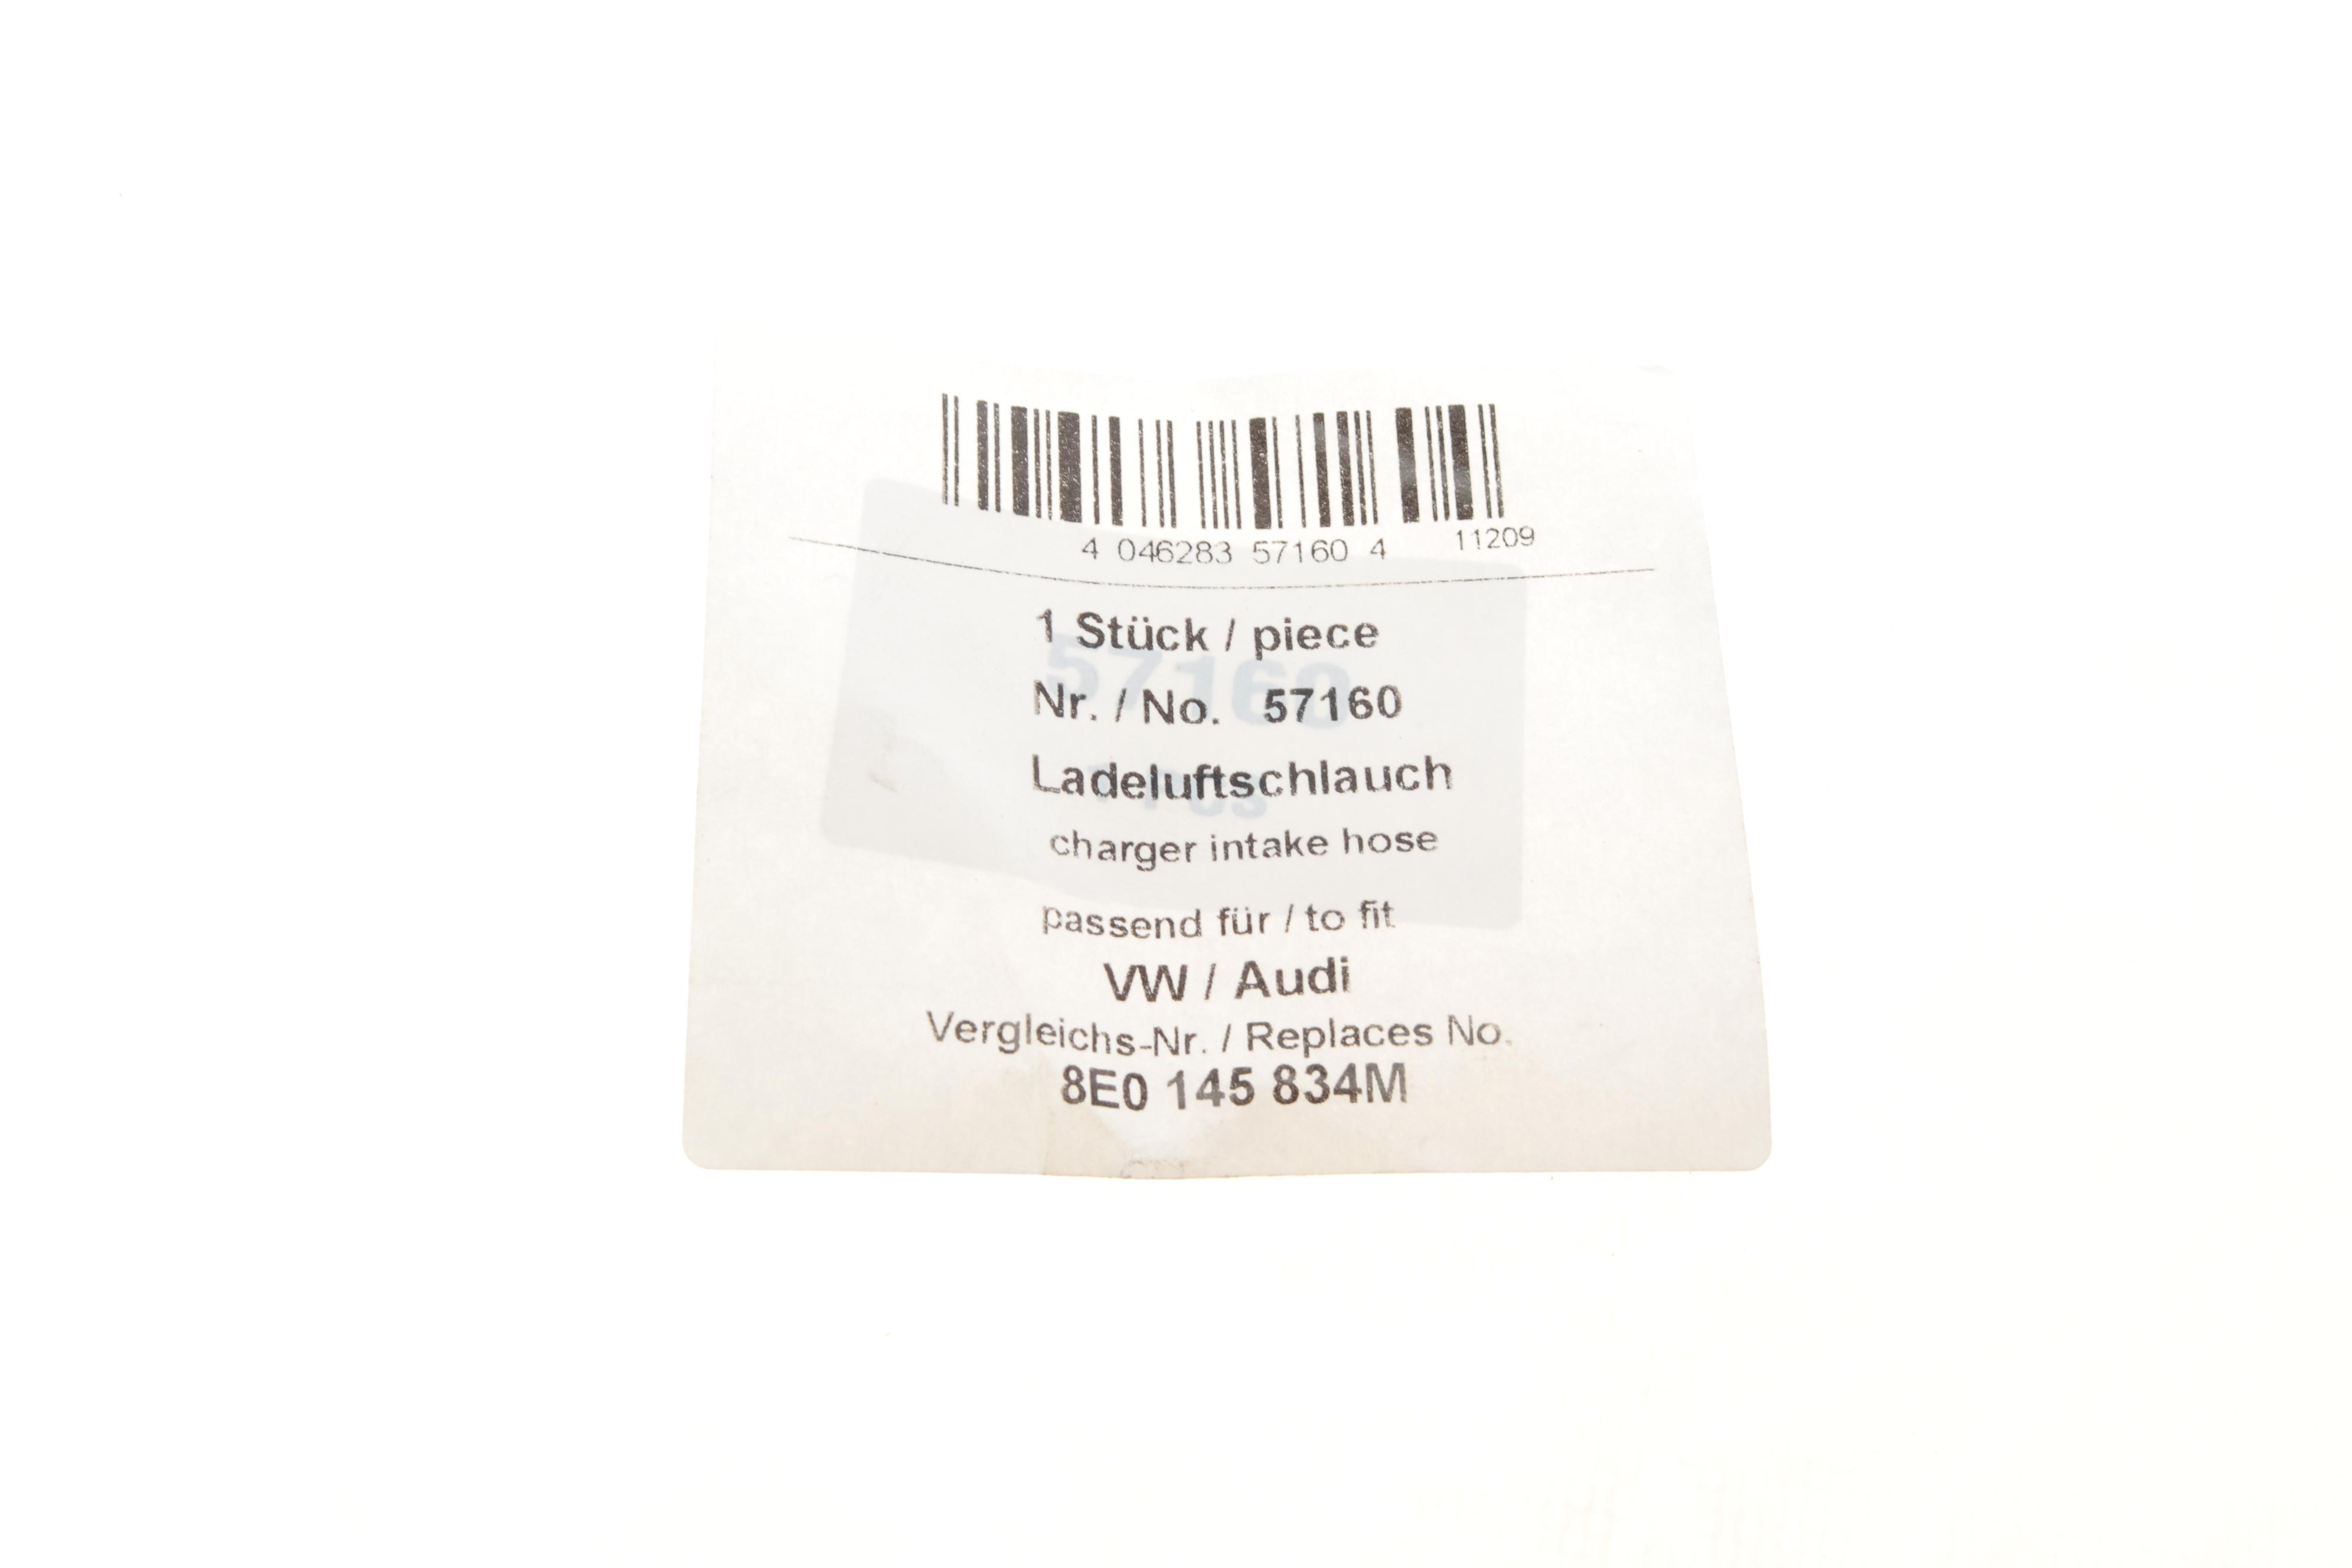 4 046283 57160 4 11209
1 Stück / piece
Nr. / No. 57160
Ladeluftschlauch
charger intake hose
passend für / to fit
VW / Audi
Vergleichs-Nr. / Replaces No.
8E0 145 834M
57160